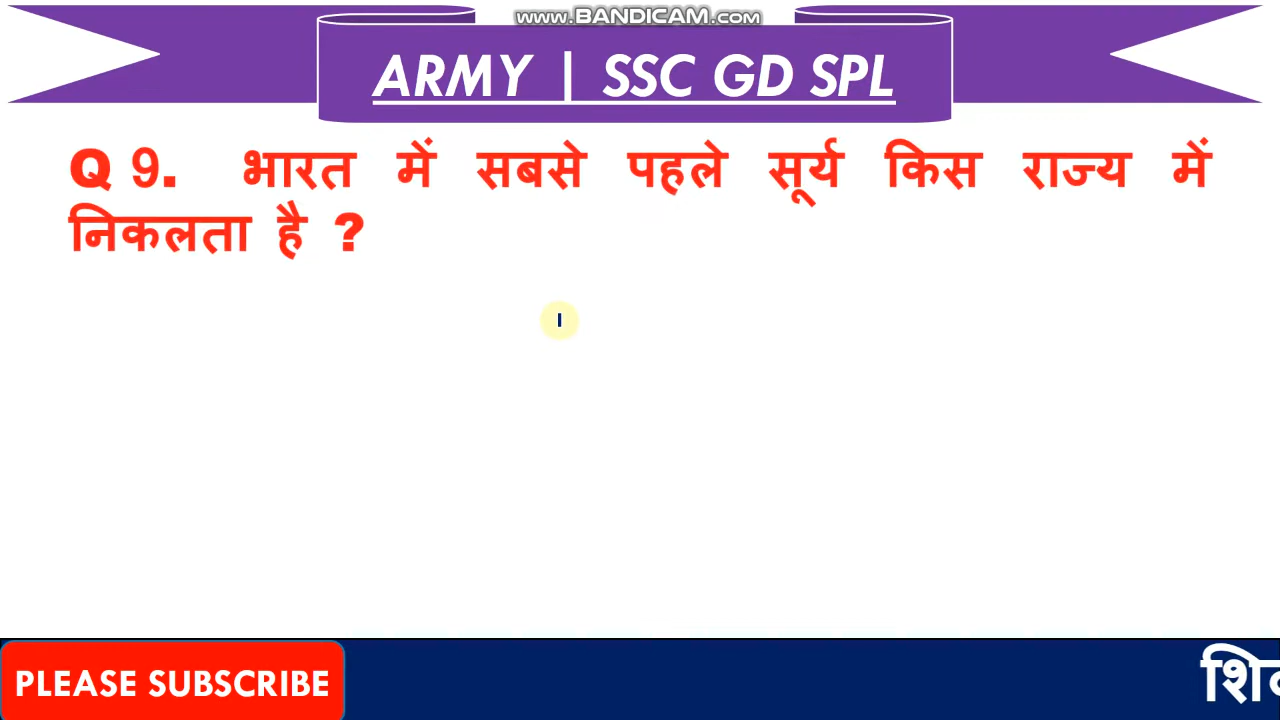 www.BANDICAM.com
ARMY | SSC GD SPL
Q 9. भारत में सबसे पहले सूर्य किस राज्य में
निकलता है ?
PLEASE SUBSCRIBE